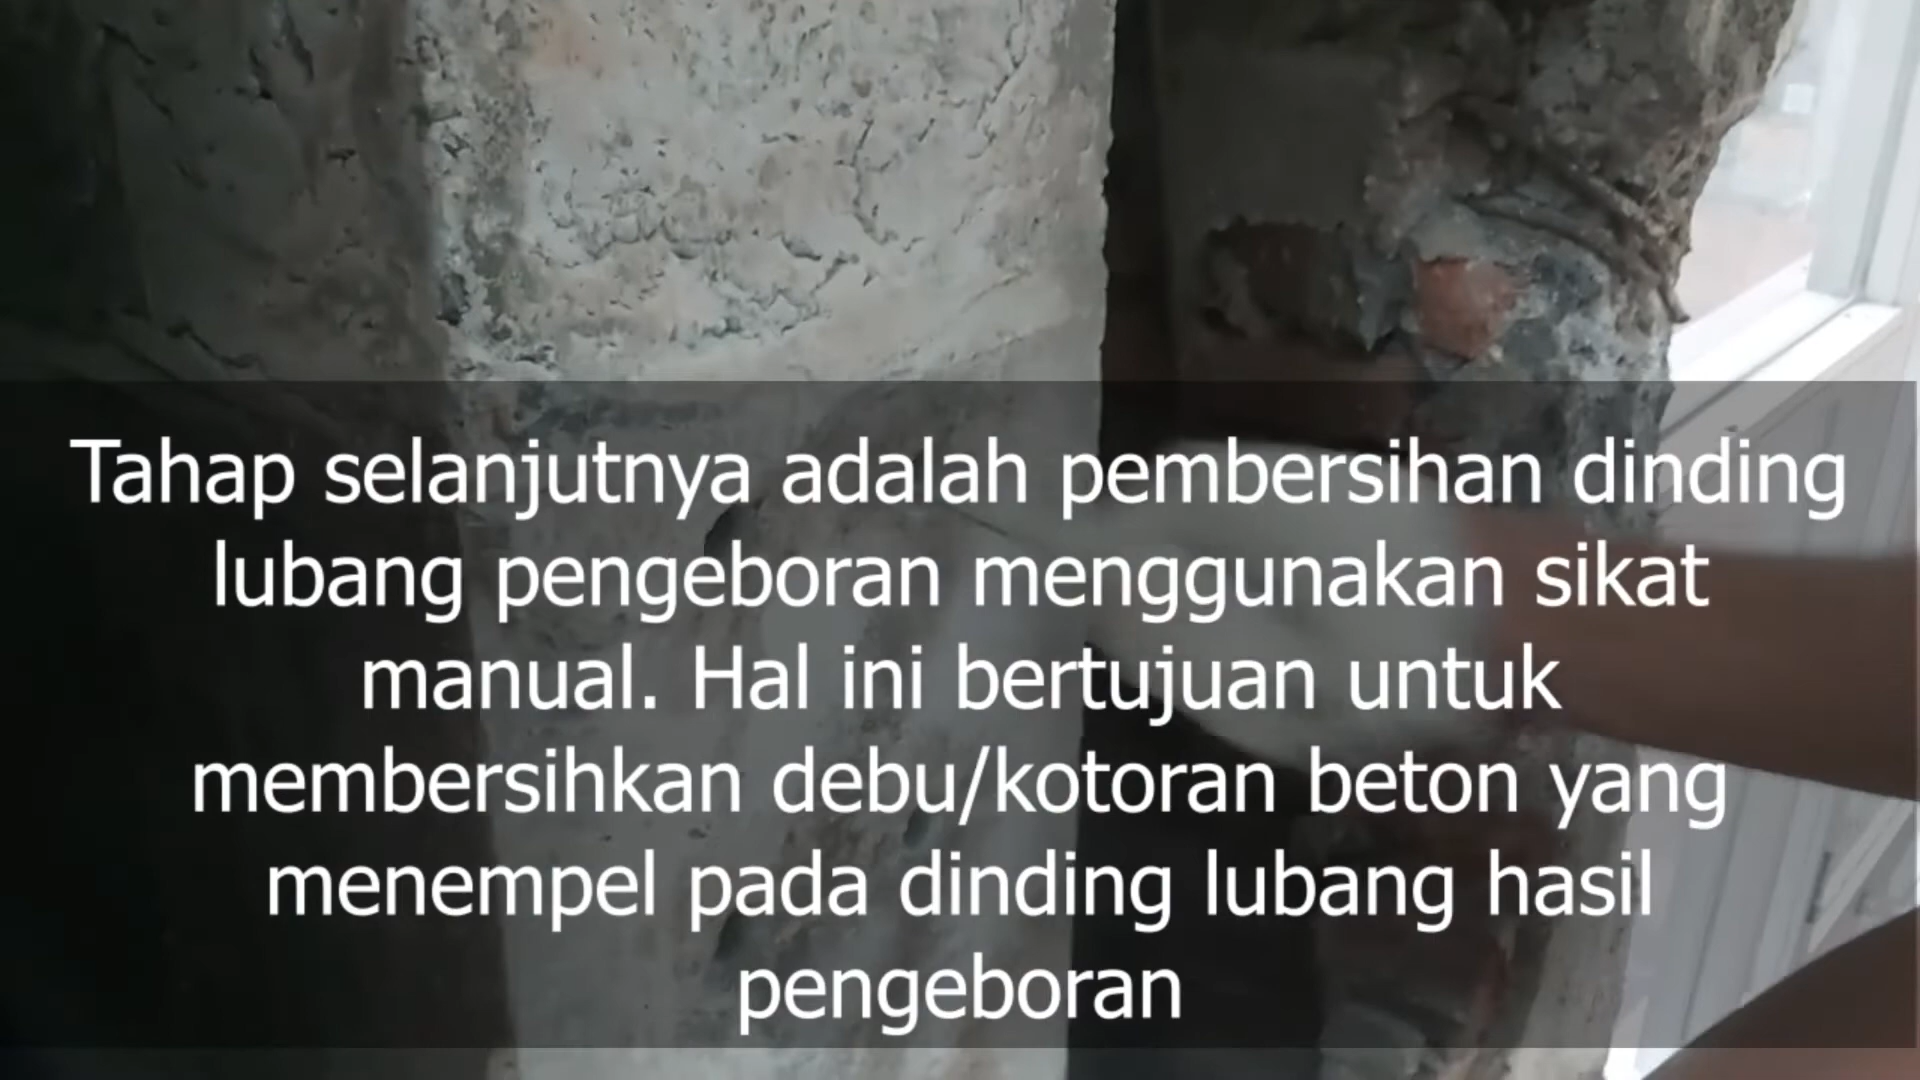 Tahap selanjutnya adalah pembersihan dinding
lubang pengeboran menggunakan sikat
manual. Hal ini bertujuan untuk
membersihkan debu/kotoran beton yang
menempel pada dinding lubang hasil
pengeboran